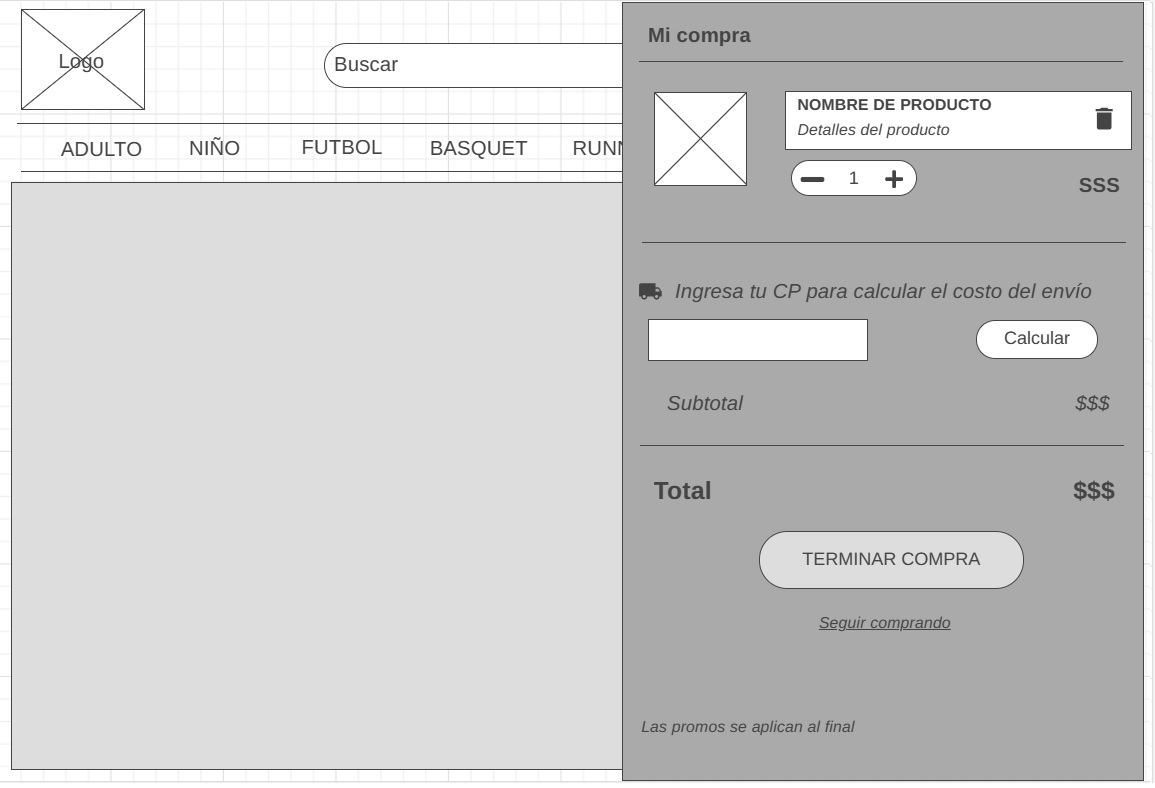 Logo
Buscar
ADULTO NIÑO FUTBOL BASQUET RUNN
Mi compra
NOMBRE DE PRODUCTO
Detalles del producto
1
SSS
Ingresa tu CP para calcular el costo del envío
Calcular
Subtotal $$$
Total $$$
TERMINAR COMPRA
Seguir comprando
Las promos se aplican al final